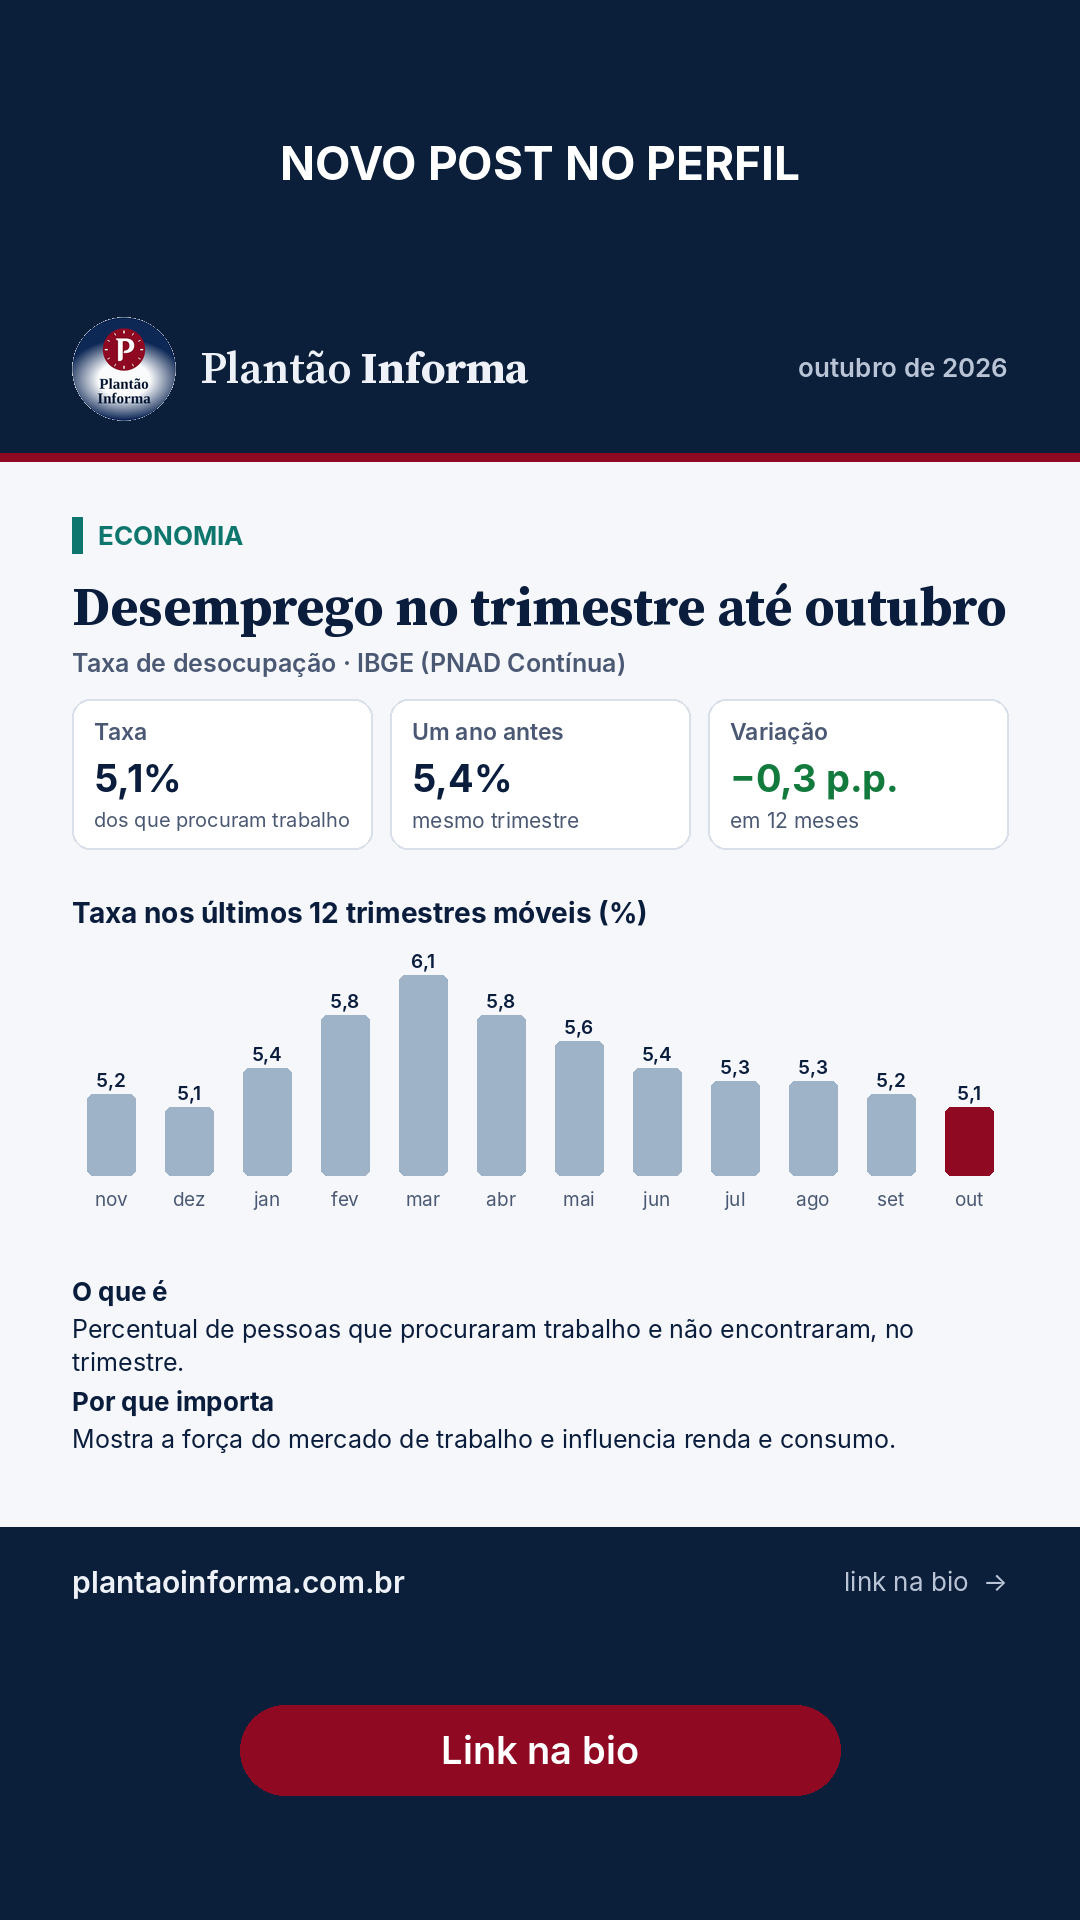 NOVO POST NO PERFIL
P
Plantão
Informa
Plantão Informa
outubro de 2026
ECONOMIA
Desemprego no trimestre até outubro
Taxa de desocupação · IBGE (PNAD Contínua)
Taxa
5,1%
dos que procuram trabalho
Um ano antes
5,4%
mesmo trimestre
Variação
−0,3 p.p.
em 12 meses
Taxa nos últimos 12 trimestres móveis (%)
5,2
5,1
5,4
5,8
6,1
5,8
5,6
5,4
5,3
5,3
5,2
5,1
nov
dez
jan
fev
mar
abr
mai
jun
jul
ago
set
out
O que é
Percentual de pessoas que procuraram trabalho e não encontraram, no
trimestre.
Por que importa
Mostra a força do mercado de trabalho e influencia renda e consumo.
plantaoinforma.com.br
link na bio →
Link na bio